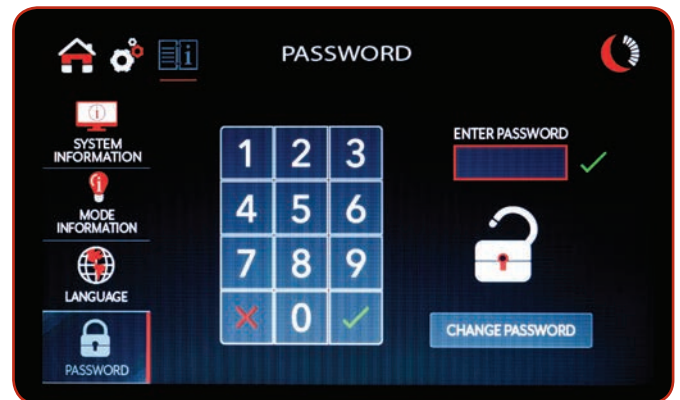 PASSWORD
SYSTEM
INFORMATION
MODE
INFORMATION
LANGUAGE
PASSWORD
1 2 3
4 5 6
7 8 9
0
ENTER PASSWORD
CHANGE PASSWORD